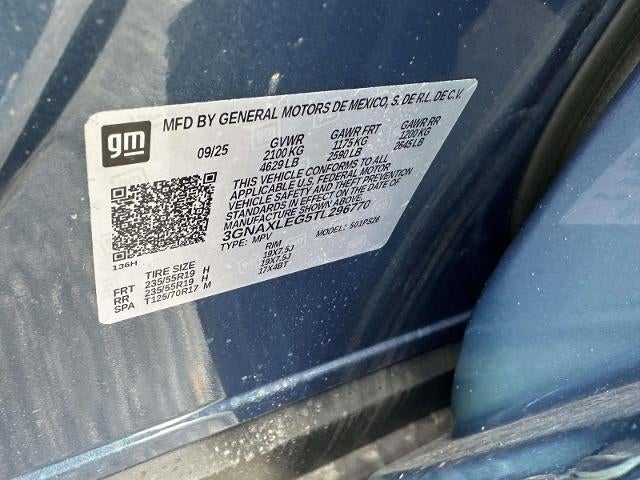 gm
MFD BY GENERAL MOTORS DE MEXICO, S. DE R.L. DE C.V.
09/25 GVWR GAWR FRT GAWR RR
2100 KG 1175 KG 1200 KG
4629 LB 2590 LB 2645 LB
THIS VEHICLE CONFORMS TO ALL
APPLICABLE U.S. FEDERAL MOTOR
VEHICLE SAFETY AND THEFT PREVENTION
STANDARDS IN EFFECT ON THE DATE OF
MANUFACTURE SHOWN ABOVE.
3GNAXLEG5TL296770
TYPE: MPV 501PS26
136H
TIRE SIZE RIM
FRT 235/55R19 H 19X7.5J
RR 235/55R19 H 19X7.5J
SPA T125/70R17 M 17X4BT